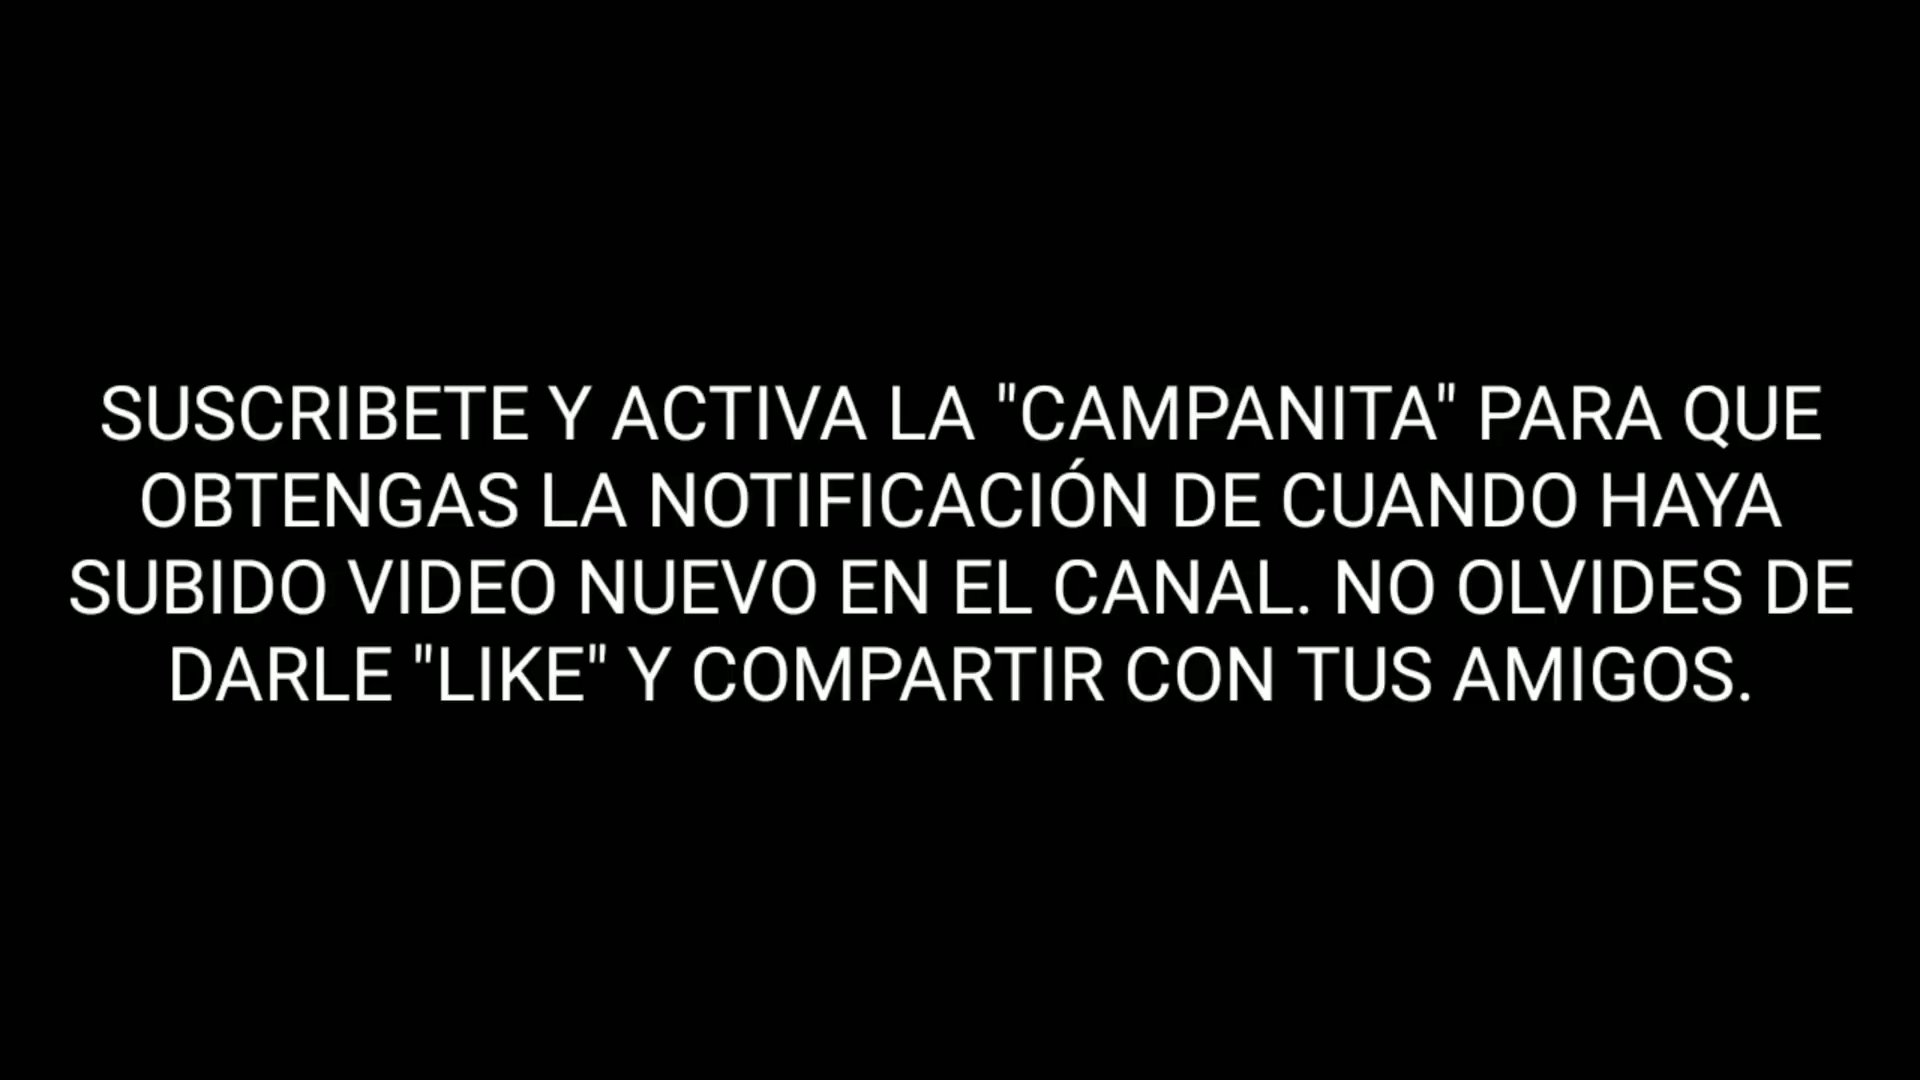 SUSCRIBETE Y ACTIVA LA "CAMPANITA" PARA QUE
OBTENGAS LA NOTIFICACIÓN DE CUANDO HAYA
SUBIDO VIDEO NUEVO EN EL CANAL. NO OLVIDES DE
DARLE "LIKE" Y COMPARTIR CON TUS AMIGOS.